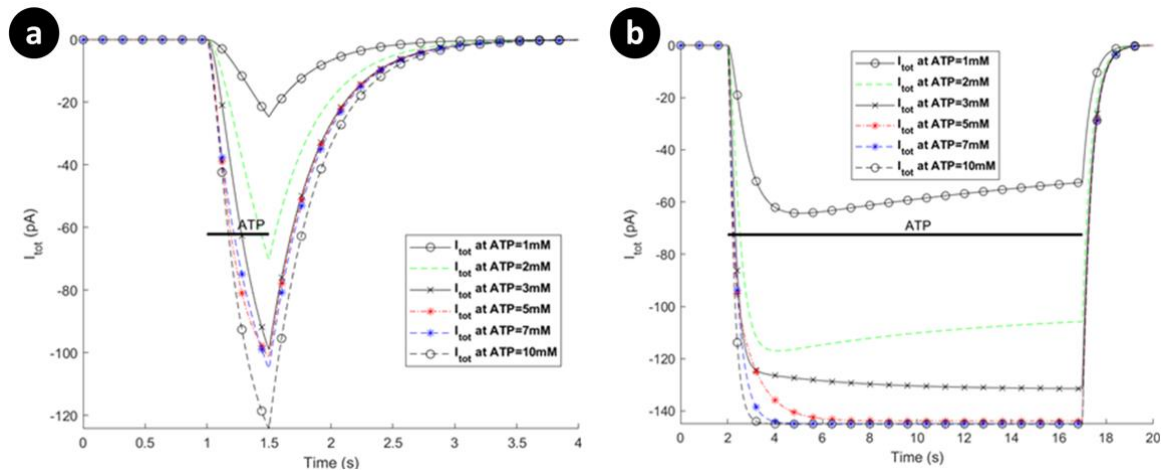 a
0
-20
-40
-60
-80
-100
-120
I_tot (pA)
0 0.5 1 1.5 2 2.5 3 3.5 4
Time (s)
ATP
I_tot at ATP=1mM
I_tot at ATP=2mM
I_tot at ATP=3mM
I_tot at ATP=5mM
I_tot at ATP=7mM
I_tot at ATP=10mM
b
0
-20
-40
-60
-80
-100
-120
-140
I_tot (pA)
0 2 4 6 8 10 12 14 16 18 20
Time (s)
I_tot at ATP=1mM
I_tot at ATP=2mM
I_tot at ATP=3mM
I_tot at ATP=5mM
I_tot at ATP=7mM
I_tot at ATP=10mM
ATP